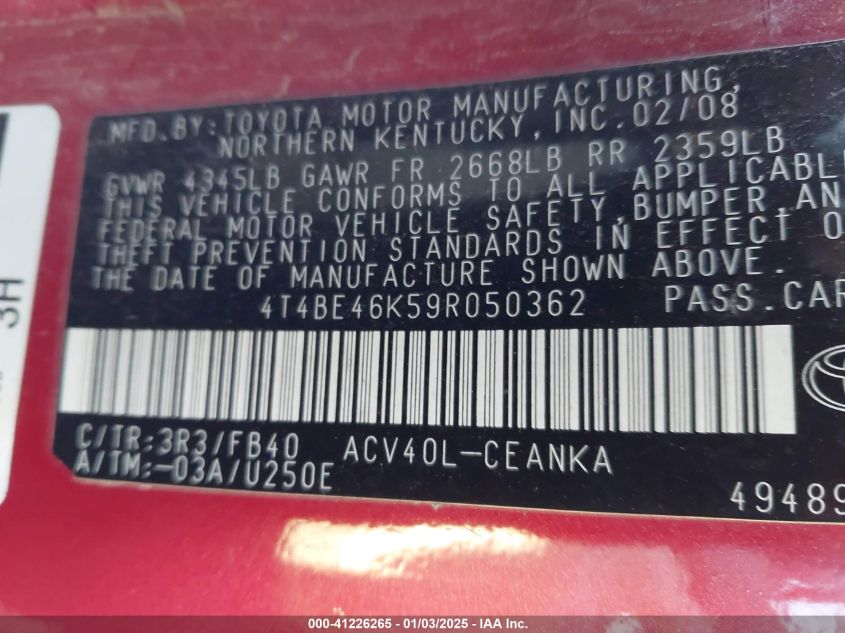 MFD. BY: TOYOTA MOTOR MANUFACTURING,
NORTHERN KENTUCKY, INC. 02/08
GVWR 4345LB GAWR FR 2668LB RR 2359LB
THIS VEHICLE CONFORMS TO ALL APPLICABL
FEDERAL MOTOR VEHICLE SAFETY, BUMPER, AN
THEFT PREVENTION STANDARDS IN EFFECT O
THE DATE OF MANUFACTURE SHOWN ABOVE.
4T4BE46K59R050362 PASS. CAR
C/TR: 3R3/FB40 ACV40L-CEANKA
A/TM: -03A/U250E
49489
3H
000-41226265 - 01/03/2025 - IAA Inc.